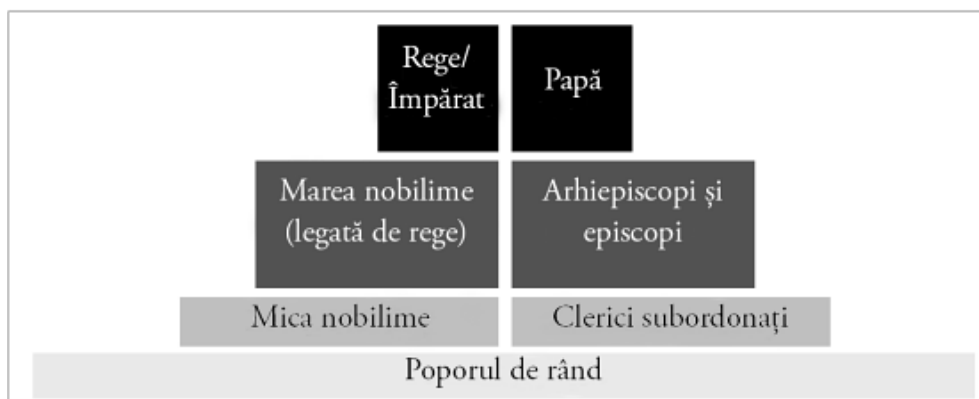 Rege/
Împărat
Papă
Marea nobilime
(legată de rege)
Arhiepiscopi și
episcopi
Mica nobilime
Clerici subordonați
Poporul de rând